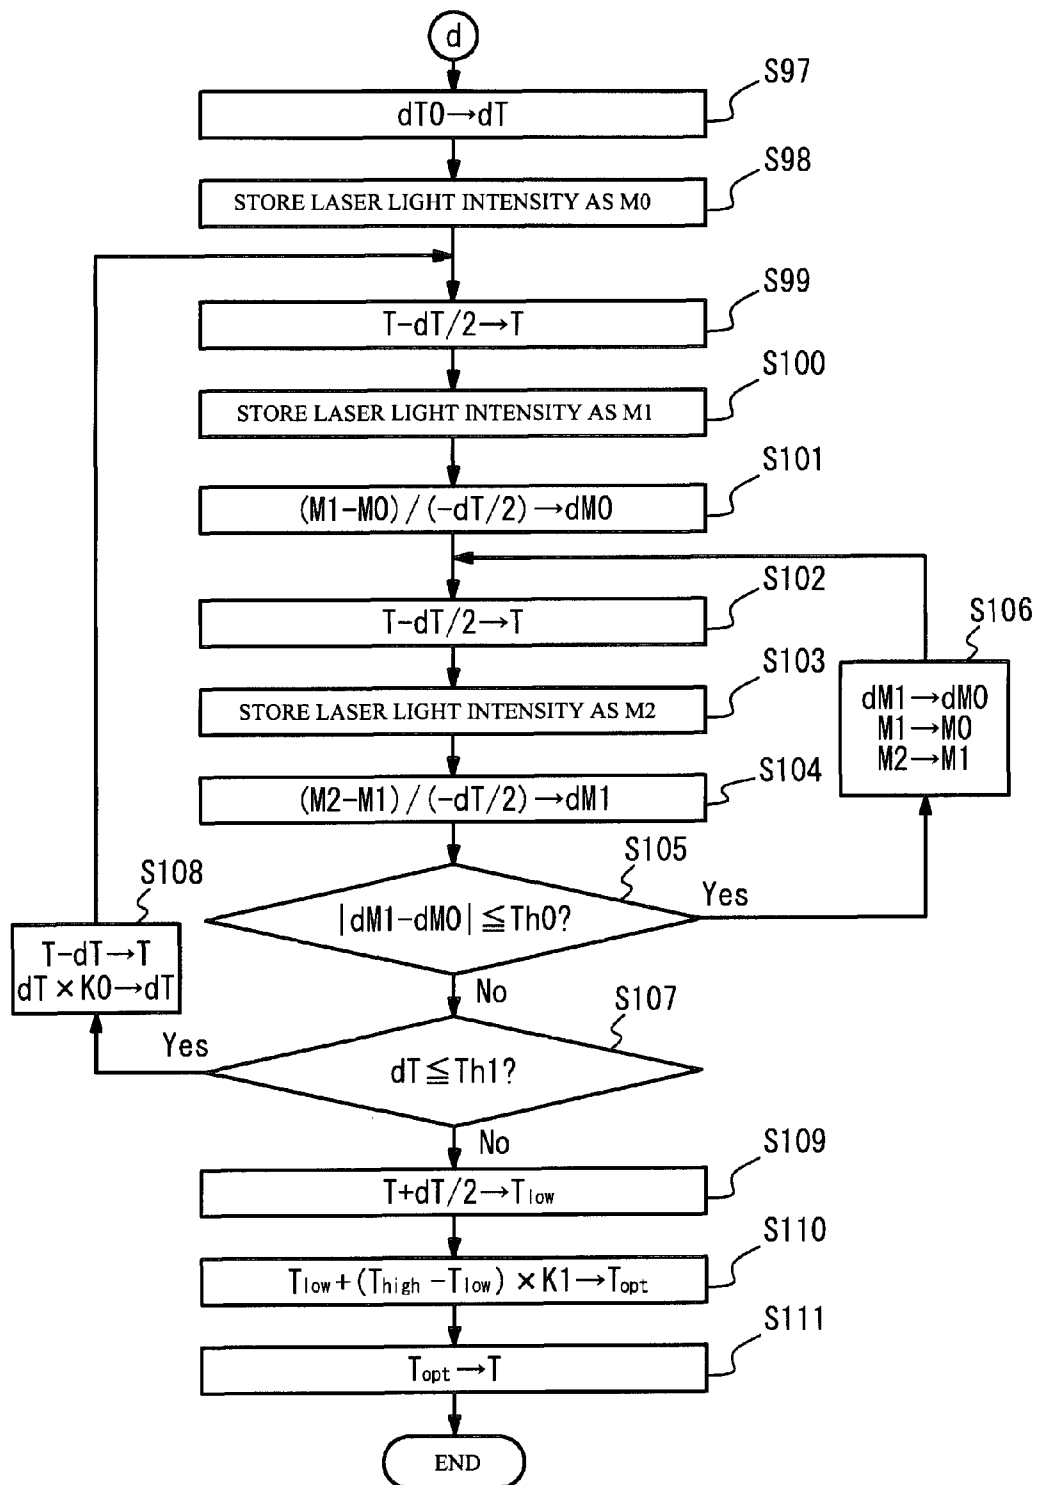 d
S97
dT0→dT
S98
STORE LASER LIGHT INTENSITY AS M0
S99
T-dT/2→T
S100
STORE LASER LIGHT INTENSITY AS M1
S101
(M1-M0)/(-dT/2)→dM0
S102
T-dT/2→T
S106
dM1→dM0
M1→M0
M2→M1
S103
STORE LASER LIGHT INTENSITY AS M2
S104
(M2-M1)/(-dT/2)→dM1
S105
|dM1-dM0|≦Th0?
Yes
No
S108
T-dT→T
dT×K0→dT
S107
dT≦Th1?
Yes
No
S109
T+dT/2→Tlow
S110
Tlow+(Thigh-Tlow)×K1→Topt
S111
Topt→T
END